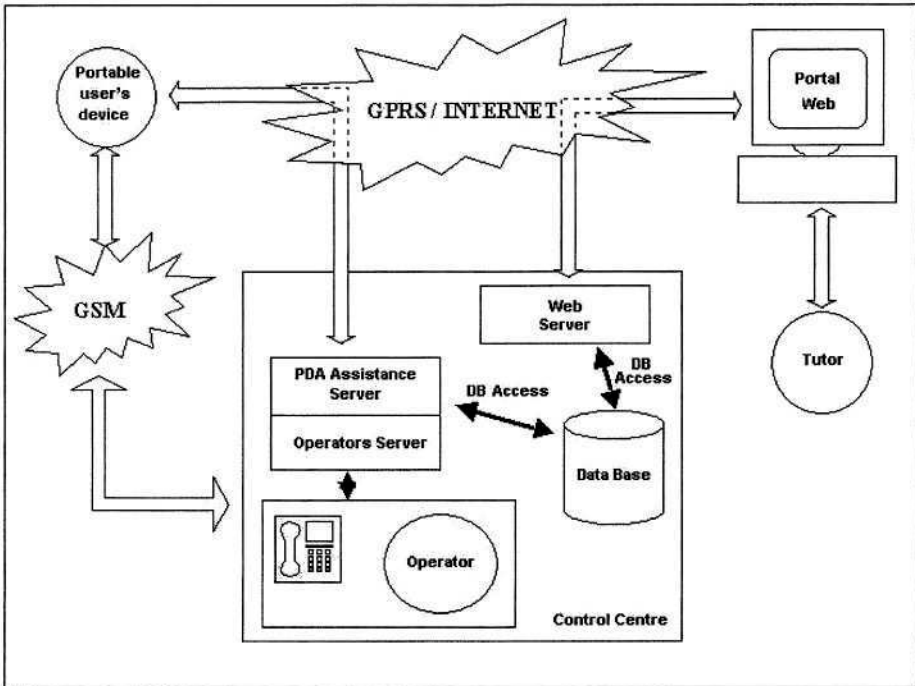 Portable
user's
device
GPRS / INTERNET
Portal
Web
GSM
Web
Server
Tutor
PDA Assistance
Server
DB Access
DB
Access
Operators Server
Data Base
Operator
Control Centre